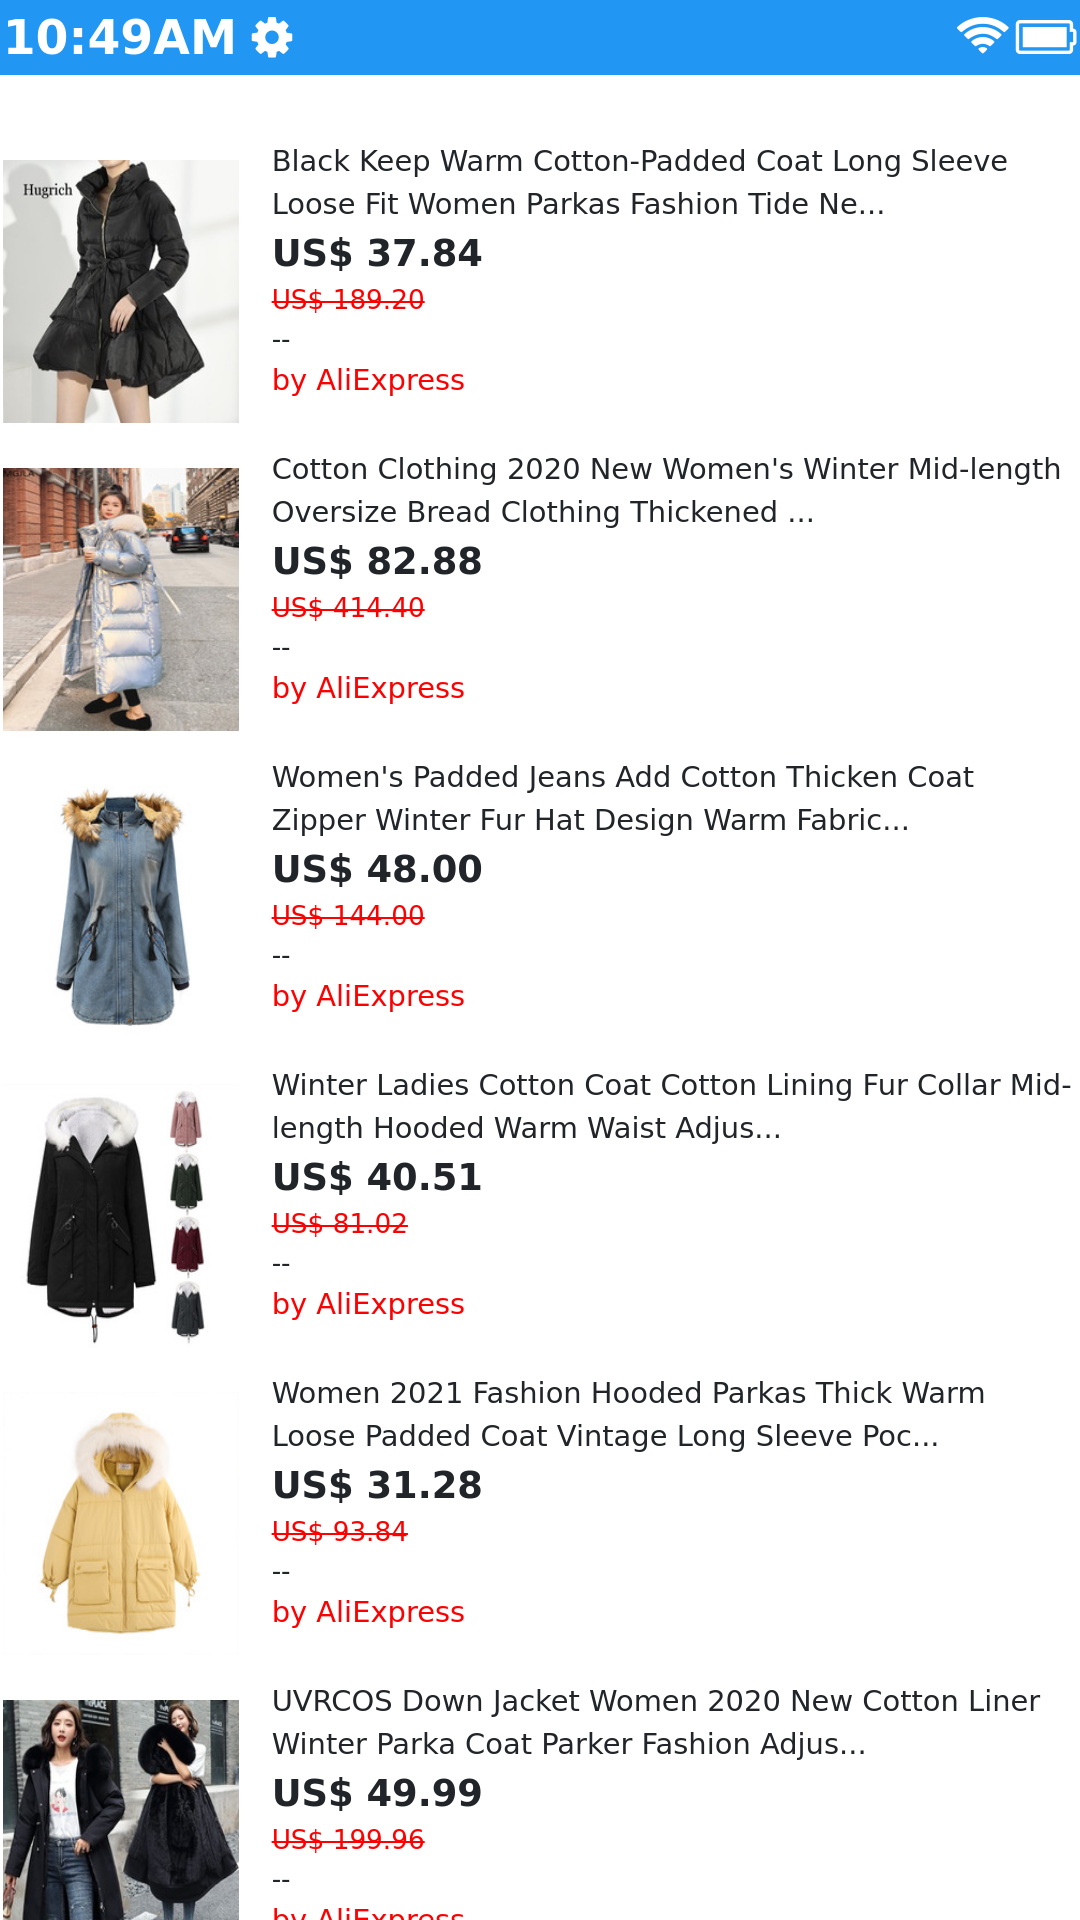 10:49AM
Hugrich
Black Keep Warm Cotton-Padded Coat Long Sleeve
Loose Fit Women Parkas Fashion Tide Ne...
US$ 37.84
US$ 189.20
--
by AliExpress
Cotton Clothing 2020 New Women's Winter Mid-length
Oversize Bread Clothing Thickened ...
US$ 82.88
US$ 414.40
--
by AliExpress
Women's Padded Jeans Add Cotton Thicken Coat
Zipper Winter Fur Hat Design Warm Fabric...
US$ 48.00
US$ 144.00
--
by AliExpress
Winter Ladies Cotton Coat Cotton Lining Fur Collar Mid-
length Hooded Warm Waist Adjus...
US$ 40.51
US$ 81.02
--
by AliExpress
Women 2021 Fashion Hooded Parkas Thick Warm
Loose Padded Coat Vintage Long Sleeve Poc...
US$ 31.28
US$ 93.84
--
by AliExpress
UVRCOS Down Jacket Women 2020 New Cotton Liner
Winter Parka Coat Parker Fashion Adjus...
US$ 49.99
US$ 199.96
--
by AliExpress